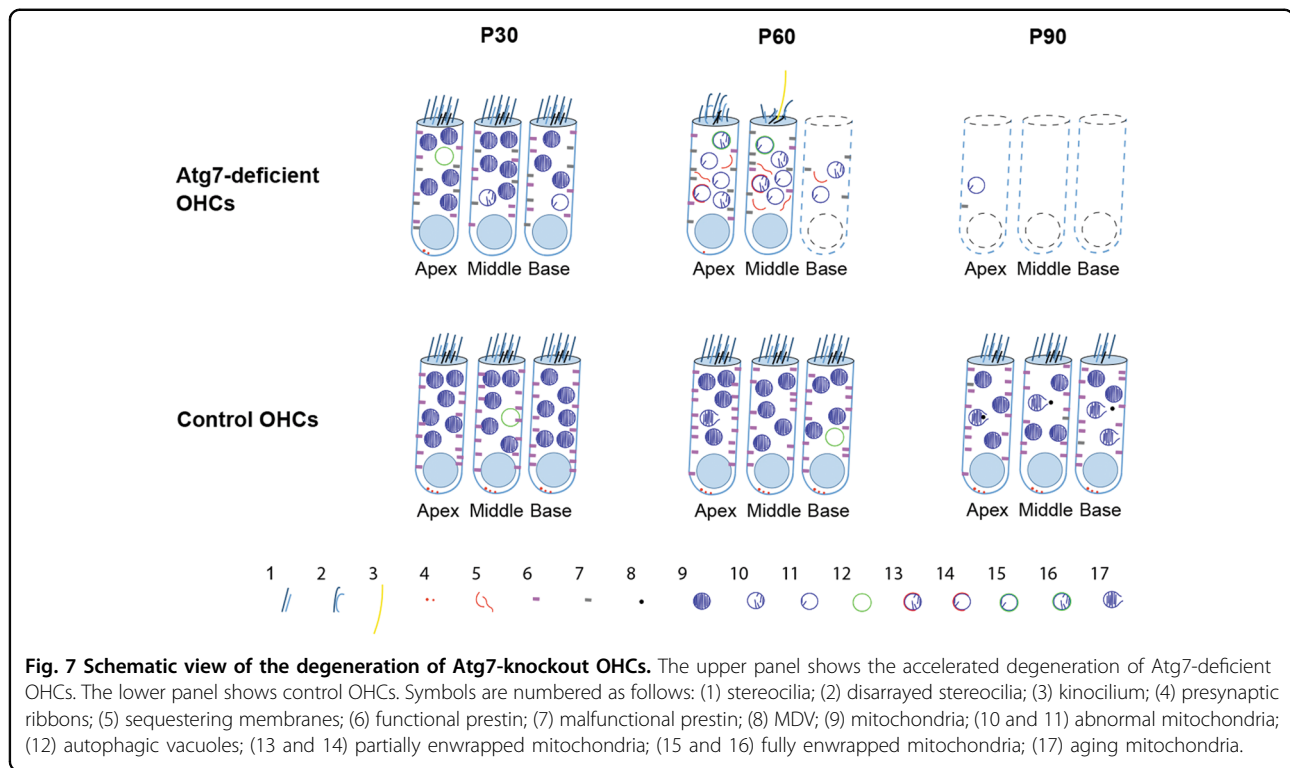 P30 P60 P90
Atg7-deficient
OHCs
Apex Middle Base Apex Middle Base Apex Middle Base
Control OHCs
Apex Middle Base Apex Middle Base Apex Middle Base
1 2 3 4 5 6 7 8 9 10 11 12 13 14 15 16 17
Fig. 7 Schematic view of the degeneration of Atg7-knockout OHCs. The upper panel shows the accelerated degeneration of Atg7-deficient
OHCs. The lower panel shows control OHCs. Symbols are numbered as follows: (1) stereocilia; (2) disarrayed stereocilia; (3) kinocilium; (4) presynaptic
ribbons; (5) sequestering membranes; (6) functional prestin; (7) malfunctional prestin; (8) MDV; (9) mitochondria; (10 and 11) abnormal mitochondria;
(12) autophagic vacuoles; (13 and 14) partially enwrapped mitochondria; (15 and 16) fully enwrapped mitochondria; (17) aging mitochondria.